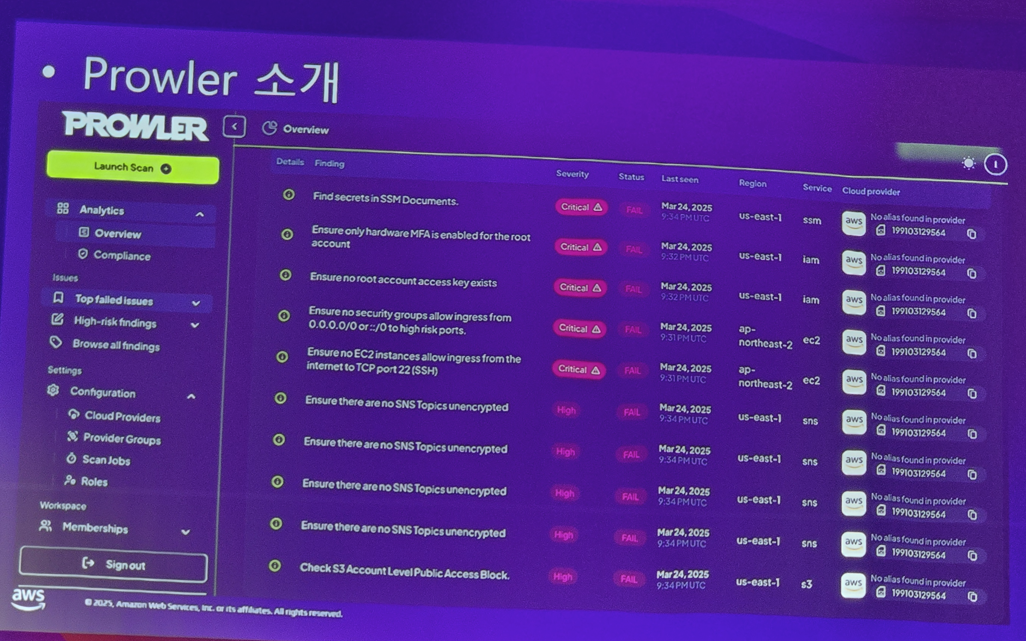 • Prowler 소개
PROWLER
Overview
Launch Scan
Analytics
Overview
Compliance
Issues
Top failed issues
High-risk findings
Browse all findings
Settings
Configuration
Cloud Providers
Provider Groups
Scan Jobs
Roles
Workspace
Memberships
Sign out
Details Finding Severity Status Last seen Region Service Cloud provider
Find secrets in SSM Documents. Critical FAIL Mar 24, 2025 us-east-1 ssm aws No alias found in provider
9:34 PM UTC 199103129564
Ensure only hardware MFA is enabled for the root Critical FAIL Mar 24, 2025 us-east-1 iam aws No alias found in provider
account 9:32 PM UTC 199103129564
Ensure no root account access key exists Critical FAIL Mar 24, 2025 us-east-1 iam aws No alias found in provider
9:32 PM UTC 199103129564
Ensure no security groups allow ingress from Critical FAIL Mar 24, 2025 ap- ec2 aws No alias found in provider
0.0.0.0/0 or ::/0 to high risk ports. 9:31 PM UTC northeast-2 199103129564
Ensure no EC2 instances allow ingress from the Critical FAIL Mar 24, 2025 ap- ec2 aws No alias found in provider
internet to TCP port 22 (SSH) 9:31 PM UTC northeast-2 199103129564
Ensure there are no SNS Topics unencrypted High FAIL Mar 24, 2025 us-east-1 sns aws No alias found in provider
9:34 PM UTC 199103129564
Ensure there are no SNS Topics unencrypted High FAIL Mar 24, 2025 us-east-1 sns aws No alias found in provider
9:34 PM UTC 199103129564
Ensure there are no SNS Topics unencrypted High FAIL Mar 24, 2025 us-east-1 sns aws No alias found in provider
9:34 PM UTC 199103129564
Ensure there are no SNS Topics unencrypted High FAIL Mar 24, 2025 us-east-1 sns aws No alias found in provider
9:34 PM UTC 199103129564
Check S3 Account Level Public Access Block. High FAIL Mar 24, 2025 us-east-1 s3 aws No alias found in provider
9:34 PM UTC 199103129564
aws © 2025, Amazon Web Services, Inc. or its affiliates. All rights reserved.